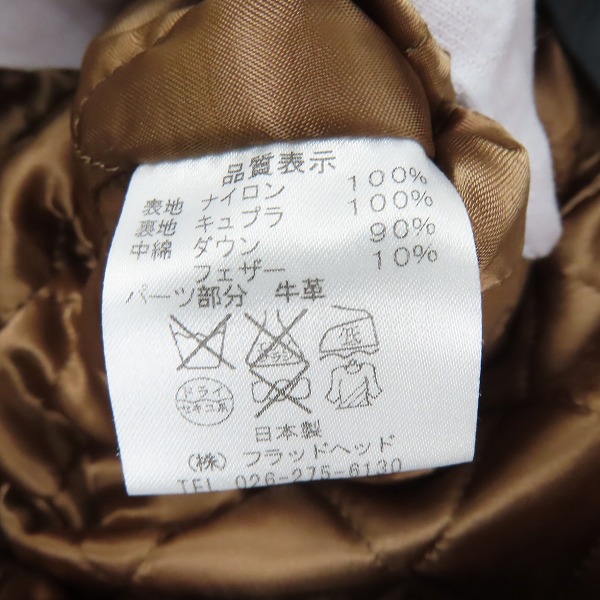 品質表示
表地 ナイロン 100%
裏地 キュプラ 100%
中綿 ダウン 90%
フェザー 10%
パーツ部分 牛革
低
ドライ
セキユ系
日本製
(株) フラッドヘッド
TEL 026-275-6130